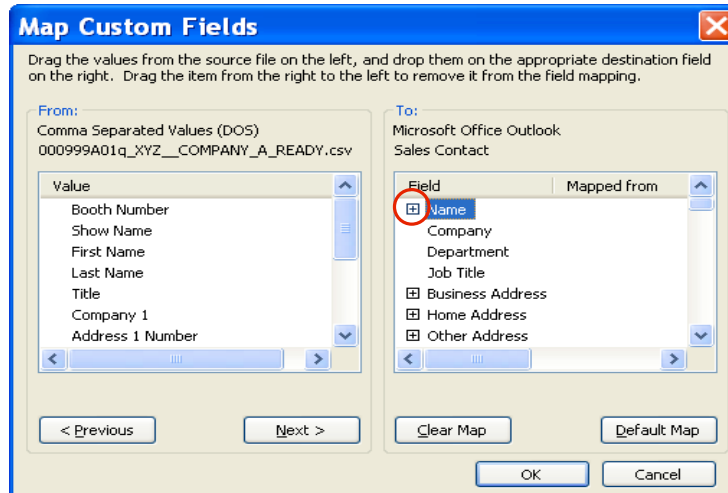 Map Custom Fields
Drag the values from the source file on the left, and drop them on the appropriate destination field
on the right. Drag the item from the right to the left to remove it from the field mapping.
From:
Comma Separated Values (DOS)
000999A01q_XYZ__COMPANY_A_READY.csv
Value
Booth Number
Show Name
First Name
Last Name
Title
Company 1
Address 1 Number
< Previous
Next >
To:
Microsoft Office Outlook
Sales Contact
Field Mapped from
Name
Company
Department
Job Title
Business Address
Home Address
Other Address
Clear Map
Default Map
OK
Cancel